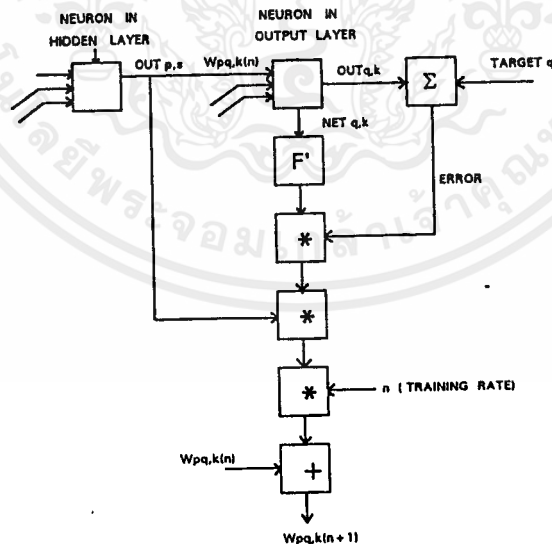 NEURON IN
HIDDEN LAYER
NEURON IN
OUTPUT LAYER
OUT p,s
Wpq,k(n)
OUTq,k
Σ
TARGET q
NET q,k
F'
ERROR
*
*
*
n ( TRAINING RATE)
Wpq,k(n)
+
Wpq,k(n+1)